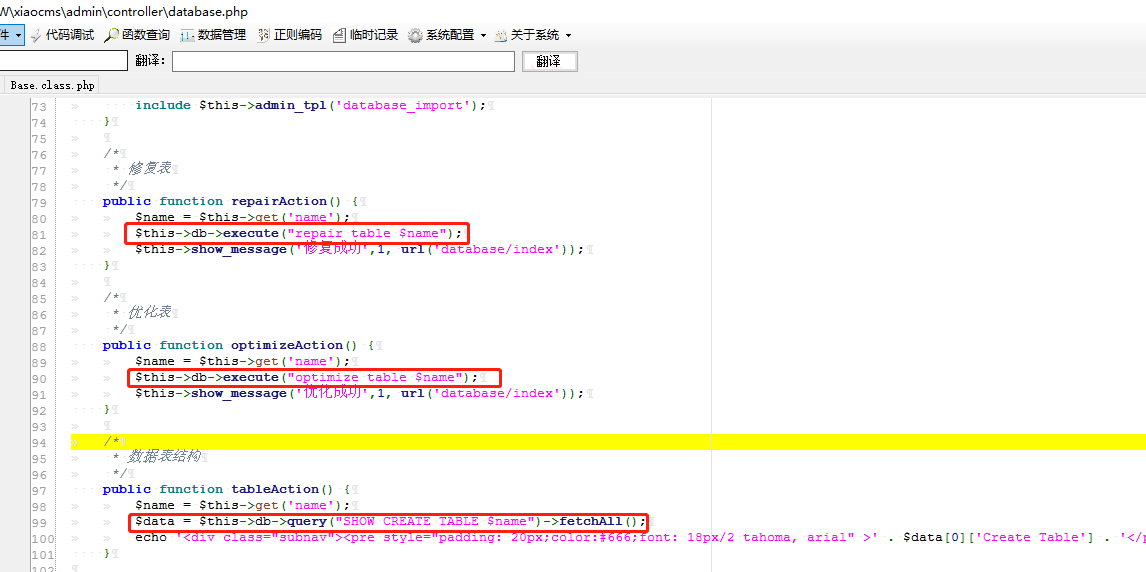 W\xiaocms\admin\controller\database.php
件 代码调试 函数查询 数据管理 正则编码 临时记录 系统配置 关于系统
翻译: 翻译
Base.class.php
73 include $this->admin_tpl('database_import');
74 }
75
76 /*
77 * 修复表
78 */
79 public function repairAction() {
80 $name = $this->get('name');
81 $this->db->execute("repair table $name");
82 $this->show_message('修复成功',1, url('database/index'));
83 }
84
85 /*
86 * 优化表
87 */
88 public function optimizeAction() {
89 $name = $this->get('name');
90 $this->db->execute("optimize table $name");
91 $this->show_message('优化成功',1, url('database/index'));
92 }
93
94 /*
95 * 数据表结构
96 */
97 public function tableAction() {
98 $name = $this->get('name');
99 $data = $this->db->query("SHOW CREATE TABLE $name")->fetchAll();
100 echo '<div class="subnav"><pre style="padding: 20px;color:#666;font: 18px/2 tahoma, arial" >' . $data[0]['Create Table'] . '</p
101 }
102